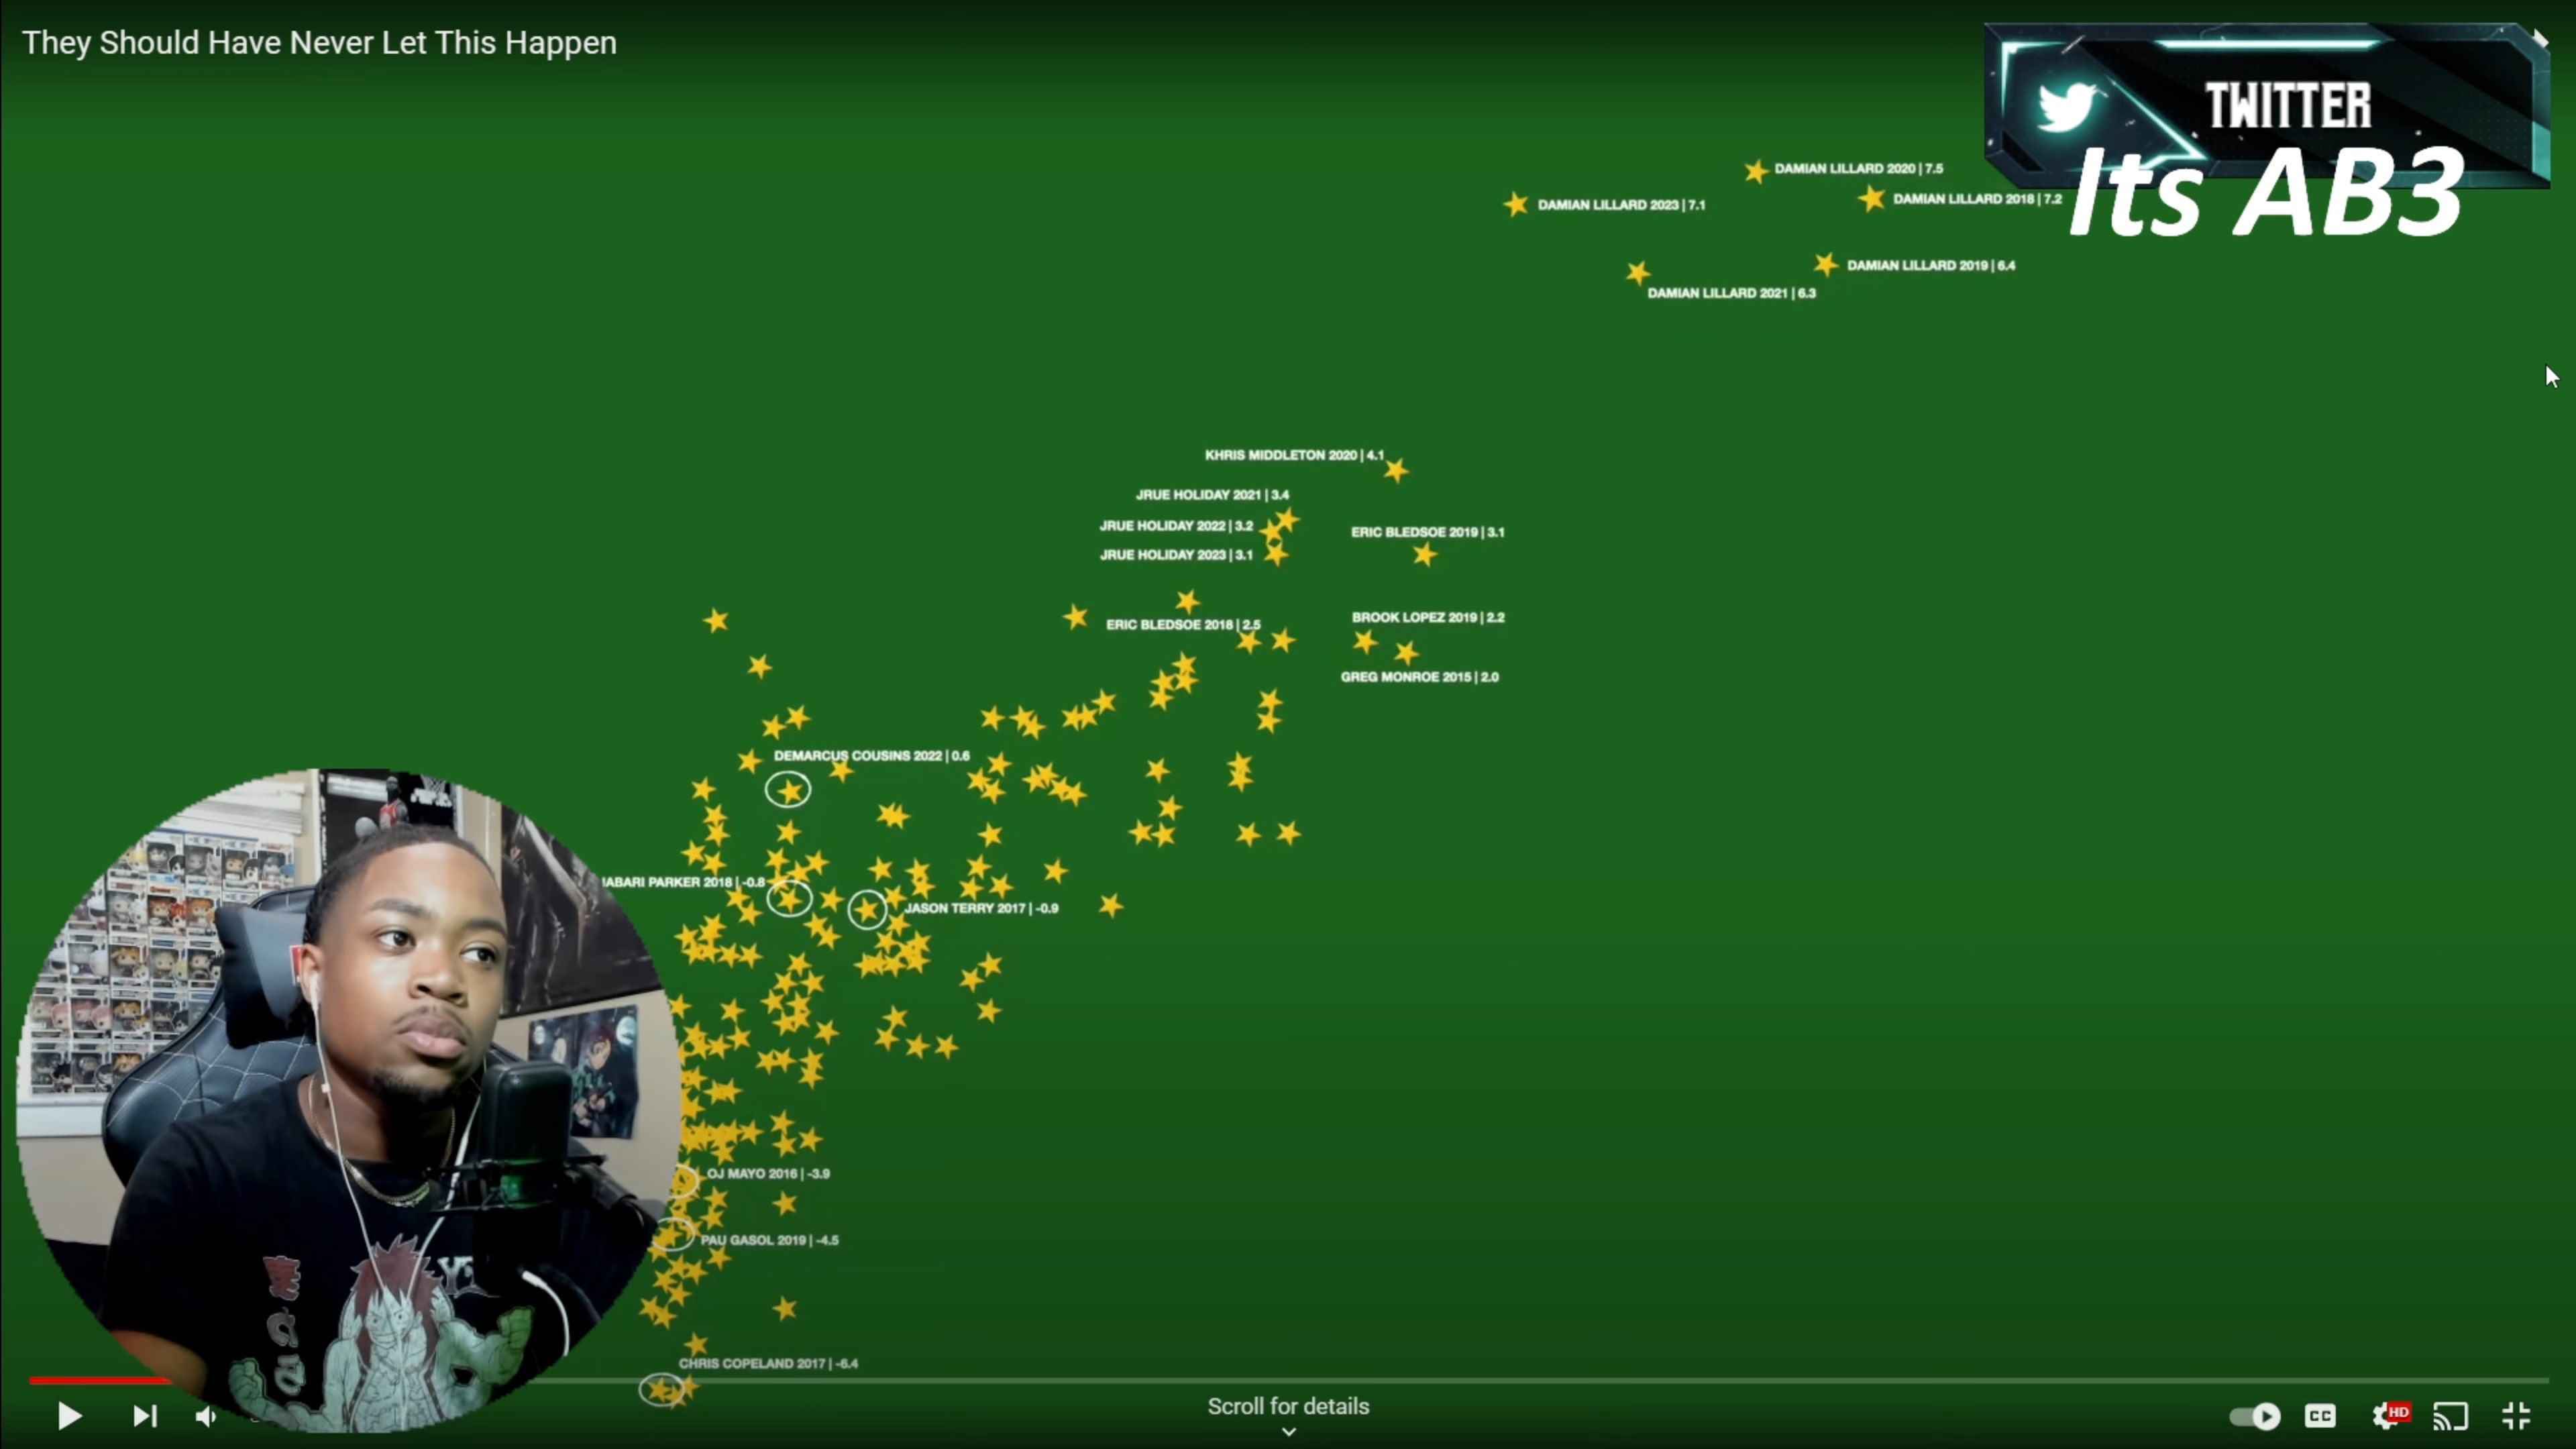 They Should Have Never Let This Happen
TWITTER
Its AB3
DAMIAN LILLARD 2020 | 7.5
DAMIAN LILLARD 2018 | 7.2
DAMIAN LILLARD 2023 | 7.1
DAMIAN LILLARD 2019 | 6.4
DAMIAN LILLARD 2021 | 6.3
KHRIS MIDDLETON 2020 | 4.1
JRUE HOLIDAY 2021 | 3.4
JRUE HOLIDAY 2022 | 3.2
ERIC BLEDSOE 2019 | 3.1
JRUE HOLIDAY 2023 | 3.1
BROOK LOPEZ 2019 | 2.2
ERIC BLEDSOE 2018 | 2.5
GREG MONROE 2015 | 2.0
DEMARCUS COUSINS 2022 | 0.6
JABARI PARKER 2018 | -0.8
JASON TERRY 2017 | -0.9
OJ MAYO 2016 | -3.9
PAU GASOL 2019 | -4.5
CHRIS COPELAND 2017 | -6.4
Scroll for details
CC
HD